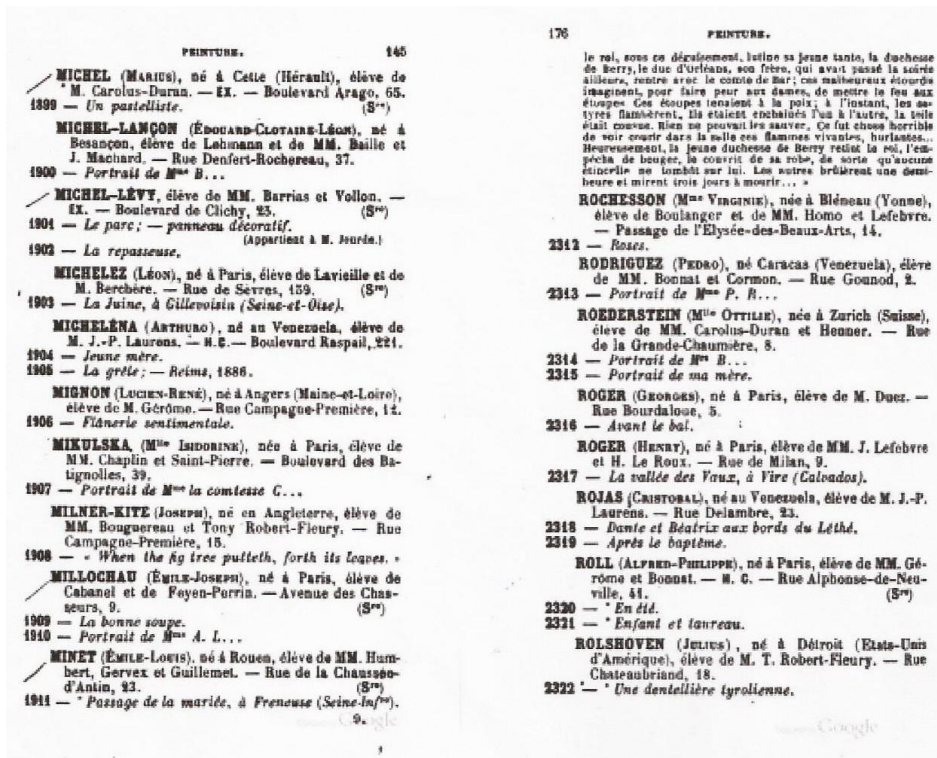 PEINTURE. 145
MICHEL (MARIUS), né à Cette (Hérault), élève de
M. Carolus-Duran. — EX. — Boulevard Arago, 65.
1899 — Un pastelliste. (Sre)
MICHEL-LANÇON (ÉDOUARD-CLOTAIRE-LÉON), né à
Besançon, élève de Lehmann et de MM. Baille et
J. Machard. — Rue Denfert-Rochereau, 37.
1900 — Portrait de Mme B...
MICHEL-LÉVY, élève de MM. Barrias et Vollon. —
EX. — Boulevard de Clichy, 23. (Sre)
1901 — Le parc; — panneau décoratif.
(Appartient à M. Jourde.)
1902 — La repasseuse.
MICHELEZ (LÉON), né à Paris, élève de Lavieille et de
M. Berchère. — Rue de Sèvres, 159. (Sre)
1903 — La Juine, à Gillevoisin (Seine-et-Oise).
MICHELÉNA (ARTHURO), né au Venezuela, élève de
M. J.-P. Laurens. — H.C. — Boulevard Raspail, 221.
1904 — Jeune mère.
1905 — La grêle; — Reims, 1886.
MIGNON (LUCIEN-RENÉ), né à Angers (Maine-et-Loire),
élève de M. Gérôme. — Rue Campagne-Première, 12.
1906 — Flânerie sentimentale.
MIKULSKA, (Mlle ISIDORINE), née à Paris, élève de
MM. Chaplin et Saint-Pierre. — Boulevard des Ba-
tignolles, 39.
1907 — Portrait de Mme la comtesse C...
MILNER-KITE (JOSEPH), né en Angleterre, élève de
MM. Bouguereau et Tony Robert-Fleury. — Rue
Campagne-Première, 15.
1908 — « When the fig tree putteth, forth its leaves. »
MILLOCHAU (ÉMILE-JOSEPH), né à Paris, élève de
Cabanel et de Feyen-Perrin. — Avenue des Chas-
seurs, 9. (Sre)
1909 — La bonne soupe.
1910 — Portrait de Mme A. L...
MINET (ÉMILE-LOUIS), né à Rouen, élève de MM. Hum-
bert, Gervex et Guillemet. — Rue de la Chaussée-
d'Antin, 23. (Sre)
1911 — * Passage de la mariée, à Freneuse (Seine-Infre).
9.
Google
176 PEINTURE.
le roi, sous ce déguisement, lutine sa jeune tante, la duchesse
de Berry, le duc d'Orléans, son frère, qui avait passé la soirée
ailleurs, rentre avec le comte de Bar; ces malheureux étourdis
imaginent, pour faire peur aux dames, de mettre le feu aux
étoupes. Ces étoupes tenaient à la poix; à l'instant, les sa-
tyres flambèrent, ils étaient enchaînés l'un à l'autre, la toile
était cousue. Rien ne pouvait les sauver. Ce fut chose horrible
de voir courir dans la salle ces flammes vivantes, hurlantes...
Heureusement, la jeune duchesse de Berry retint le roi, l'em-
pêcha de bouger, le couvrit de sa robe, de sorte qu'aucune
étincelle ne tombât sur lui. Les autres brûlèrent une demi-
heure et mirent trois jours à mourir... »
ROCHESSON (Mme VIRGINIE), née à Bléneau (Yonne),
élève de Boulanger et de MM. Homo et Lefebvre.
— Passage de l'Elysée-des-Beaux-Arts, 14.
2312 — Roses.
RODRIGUEZ (PEDRO), né Caracas (Venezuela), élève
de MM. Bonnat et Cormon. — Rue Gounod, 2.
2313 — Portrait de Mme P. R...
ROEDERSTEIN (Mlle OTTILIE), née à Zurich (Suisse),
élève de MM. Carolus-Duran et Henner. — Rue
de la Grande-Chaumière, 8.
2314 — Portrait de Mme B...
2315 — Portrait de ma mère.
ROGER (GEORGES), né à Paris, élève de M. Duez. —
Rue Bourdaloue, 5.
2316 — Avant le bal.
ROGER (HENRY), né à Paris, élève de MM. J. Lefebvre
et H. Le Roux. — Rue de Milan, 9.
2317 — La vallée des Vaux, à Vire (Calvados).
ROJAS (CRISTOBAL), né au Venezuela, élève de M. J.-P.
Laurens. — Rue Delambre, 23.
2318 — Dante et Béatrix aux bords du Léthé.
2319 — Après le baptême.
ROLL (ALFRED-PHILIPPE), né à Paris, élève de MM. Gé-
rôme et Bonnat. — H. C. — Rue Alphonse-de-Neu-
ville, 41. (Sre)
2320 — * En été.
2321 — * Enfant et taureau.
ROLSHOVEN (JULIUS), né à Détroit (Etats-Unis
d'Amérique), élève de M. T. Robert-Fleury. — Rue
Chateaubriand, 18.
2322 — * Une dentellière tyrolienne.
Google